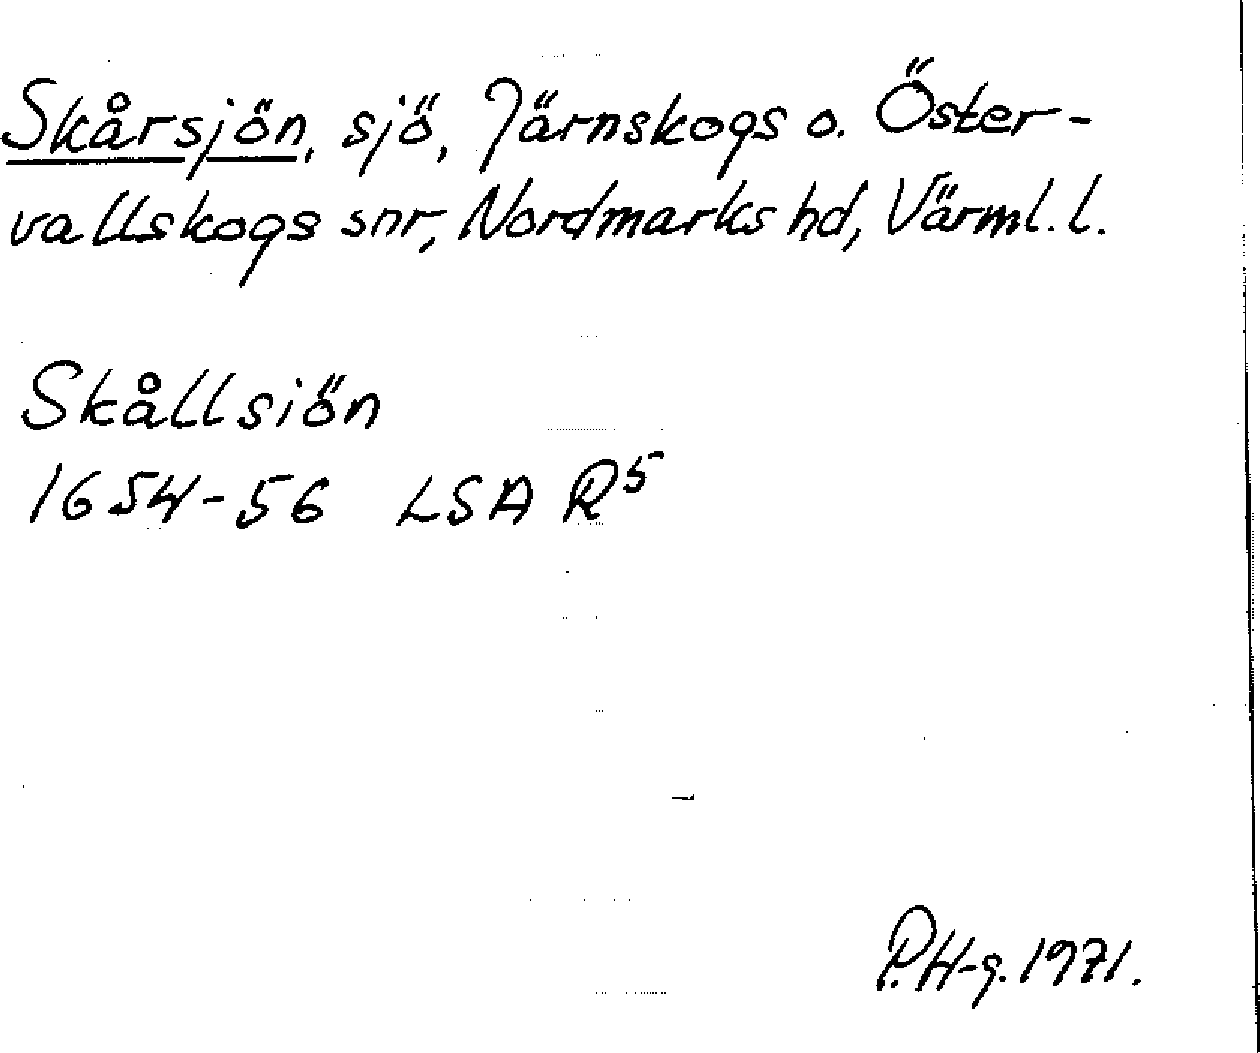 Skårsjön, sjö, Järnskogs o. Öster-
vallskogs snr, Nordmarks hd, Värml. l.
Skållsiön
1654-56 LSA R⁵
P.H-g. 1971.